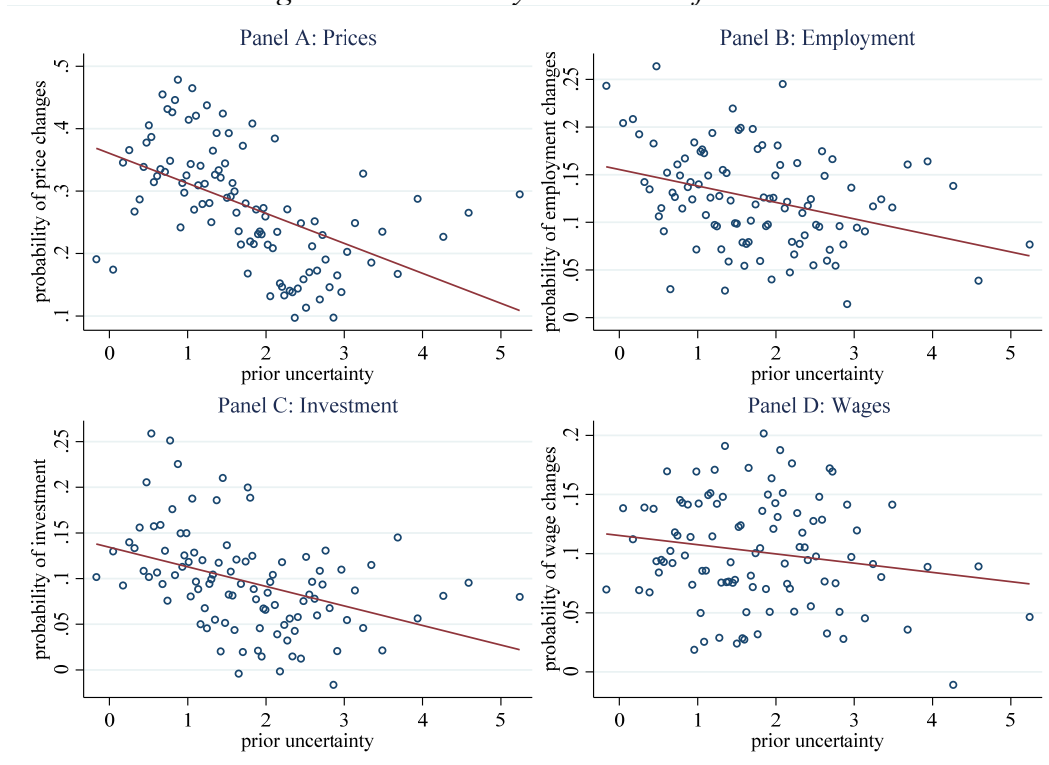 Panel A: Prices
probability of price changes
.5
.4
.3
.2
.1
0 1 2 3 4 5
prior uncertainty
Panel B: Employment
probability of employment changes
.25
.2
.15
.1
.05
0
0 1 2 3 4 5
prior uncertainty
Panel C: Investment
probability of investment
.25
.2
.15
.1
.05
0
0 1 2 3 4 5
prior uncertainty
Panel D: Wages
probability of wage changes
.2
.15
.1
.05
0
0 1 2 3 4 5
prior uncertainty